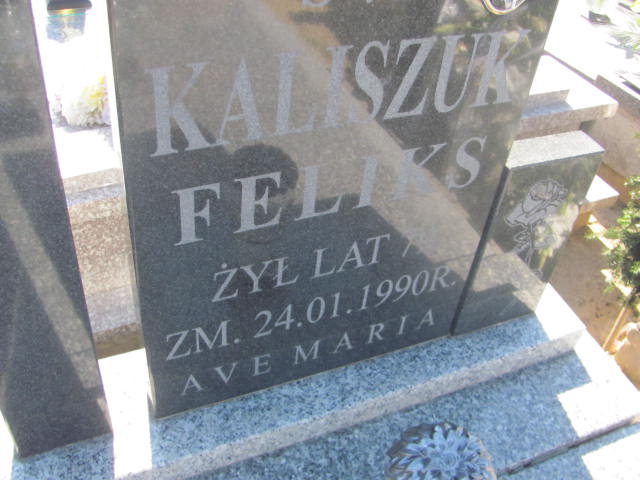 KALISZUK
FELIKS
ŻYŁ LAT
ZM. 24.01.1990R.
AVE MARIA